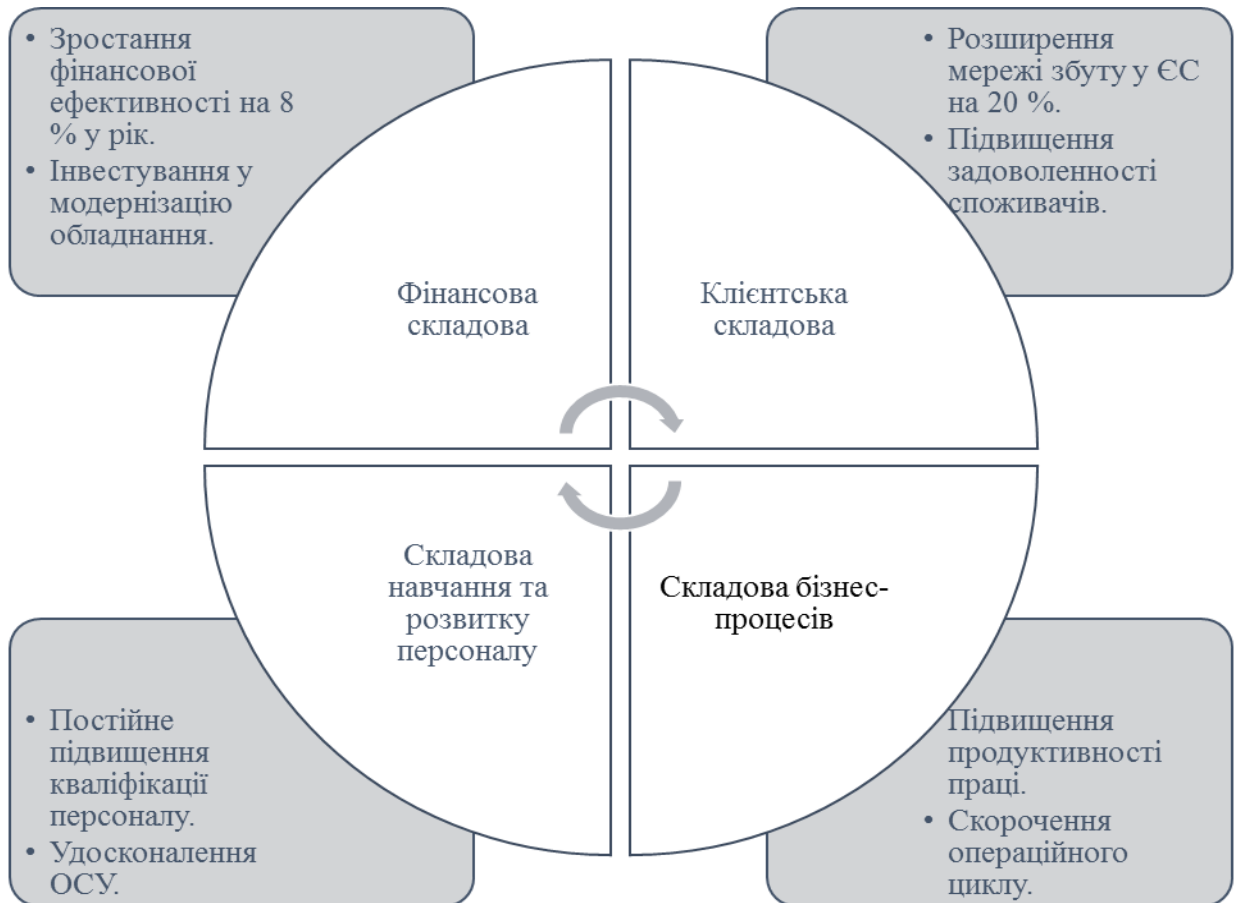 • Зростання
фінансової
ефективності на 8
% у рік.
• Інвестування у
модернізацію
обладнання.
• Розширення
мережі збуту у ЄС
на 20 %.
• Підвищення
задоволенності
споживачів.
Фінансова
складова
Клієнтська
складова
Складова
навчання та
розвитку
персоналу
Складова бізнес-
процесів
• Постійне
підвищення
кваліфікації
персоналу.
• Удосконалення
ОСУ.
Підвищення
продуктивності
праці.
• Скорочення
операційного
циклу.